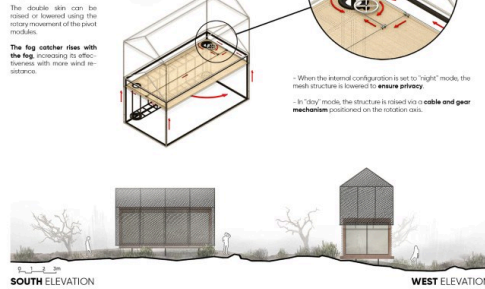 The double skin can be
raised or lowered using the
rotary movement of the pivot
modules.
The fog catcher rises with
the fog, increasing its effec-
tiveness with more wind re-
sistance.
- When the internal configuration is set to "night" mode, the
mesh structure is lowered to ensure privacy.
- In "day" mode, the structure is raised via a cable and gear
mechanism positioned on the rotation axis.
0 1 2 3m
SOUTH ELEVATION
WEST ELEVATION